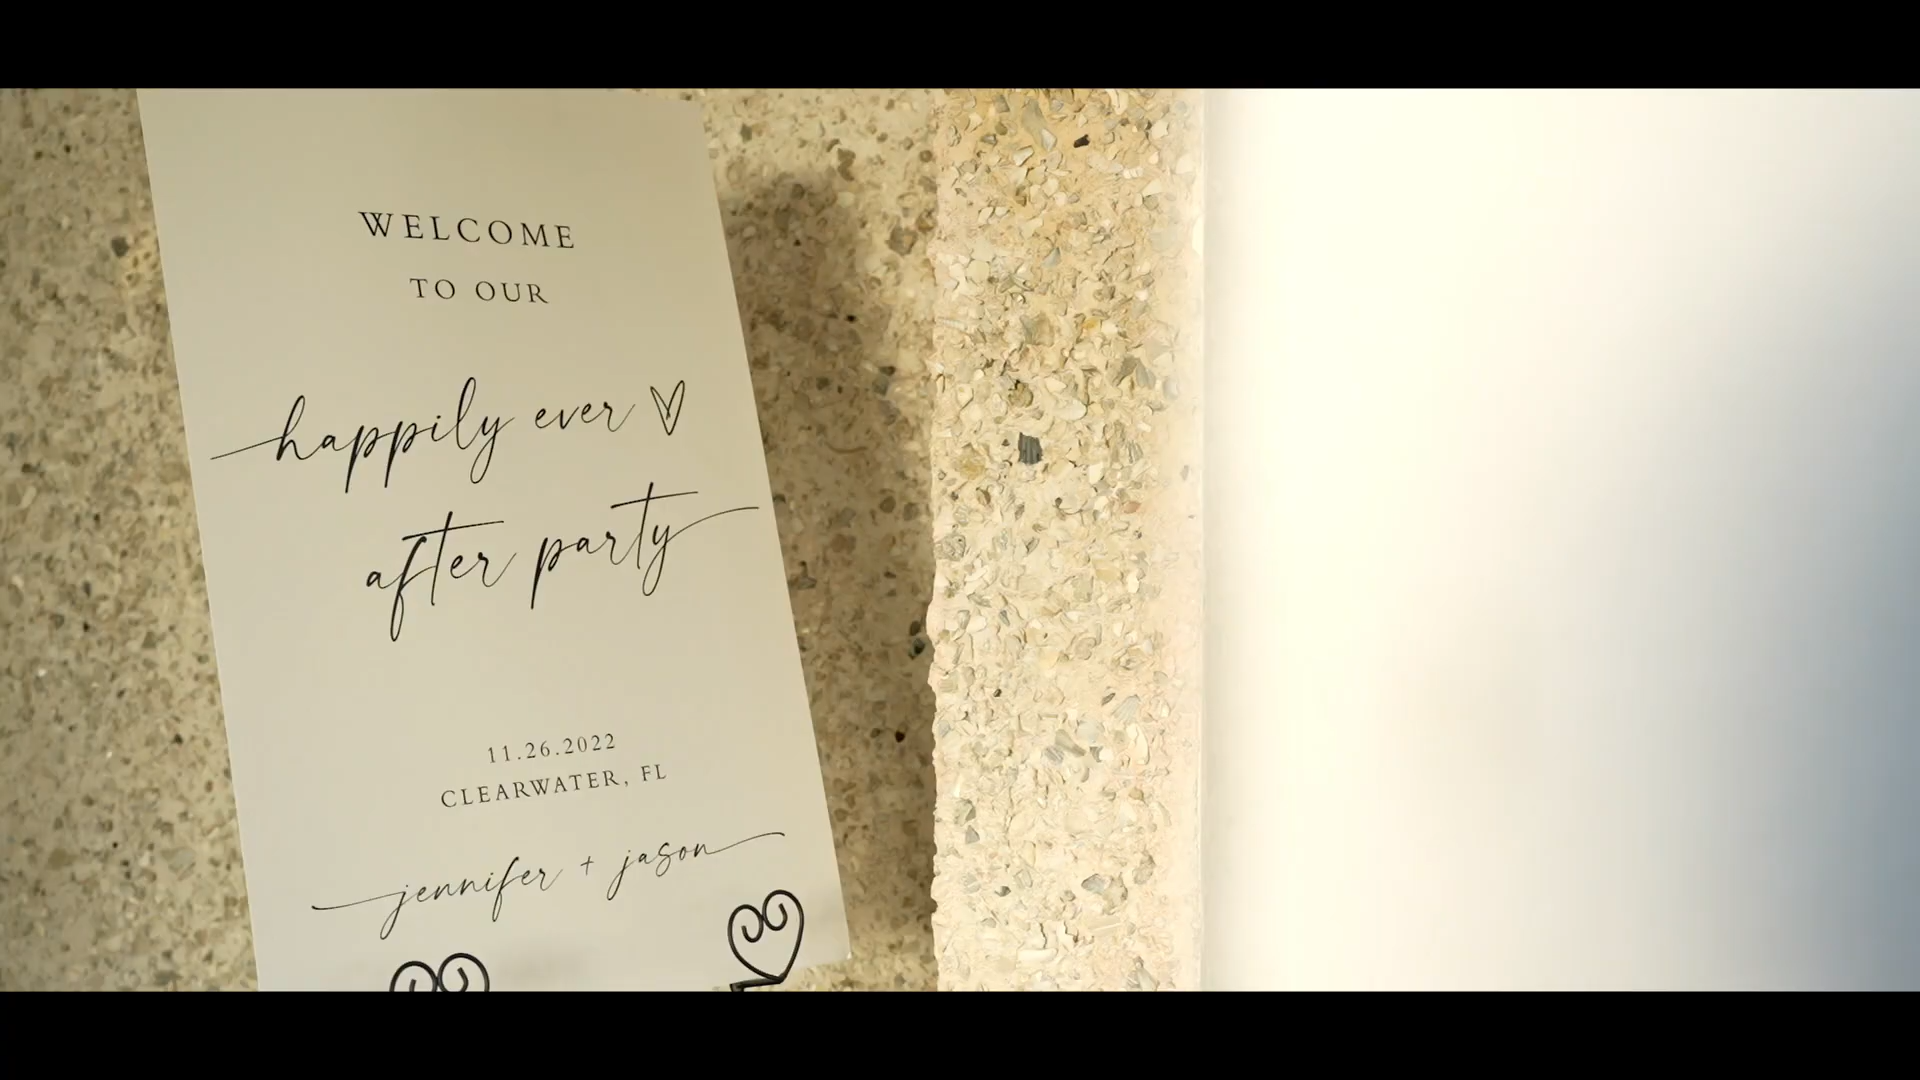 WELCOME
TO OUR
happily ever
after party
11.26.2022
CLEARWATER, FL
jennifer + jason